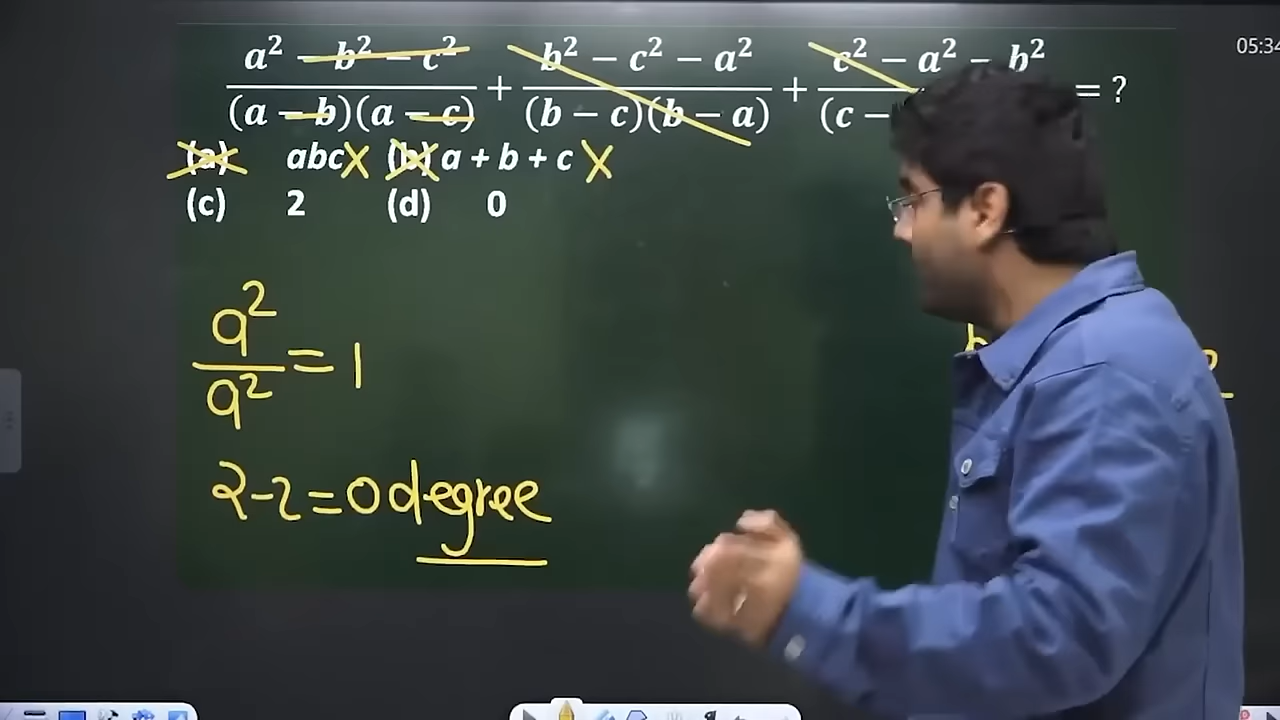 05:34
a² - b² - c² / (a - b)(a - c) + b² - c² - a² / (b - c)(b - a) + c² - a² - b² / (c - = ?
(a) abc X (b) a + b + c X
(c) 2 (d) 0
a² / a² = 1
2-2=0 degree